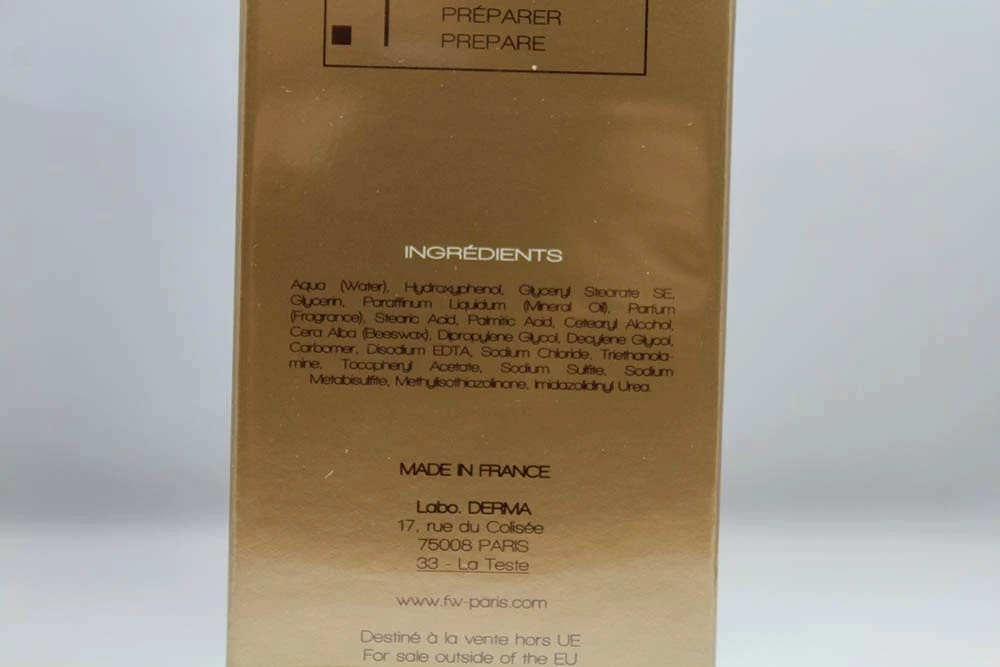 PRÉPARER
PREPARE
INGRÉDIENTS
Aqua (Water), Hydroxyphenol, Glyceryl Stearate SE,
Glycerin, Paraffinum Liquidum (Mineral Oil), Parfum
(Fragrance), Stearic Acid, Palmitic Acid, Cetearyl Alcohol,
Cera Alba (Beeswax), Dipropylene Glycol, Decylene Glycol,
Carbomer, Disodium EDTA, Sodium Chloride, Triethanola-
mine, Tocopheryl Acetate, Sodium Sulfite, Sodium
Metabisulfite, Methylisothiazolinone, Imidazolidinyl Urea.
MADE IN FRANCE
Labo. DERMA
17, rue du Colisée
75008 PARIS
33 - La Teste
www.fw-paris.com
Destiné à la vente hors UE
For sale outside of the EU